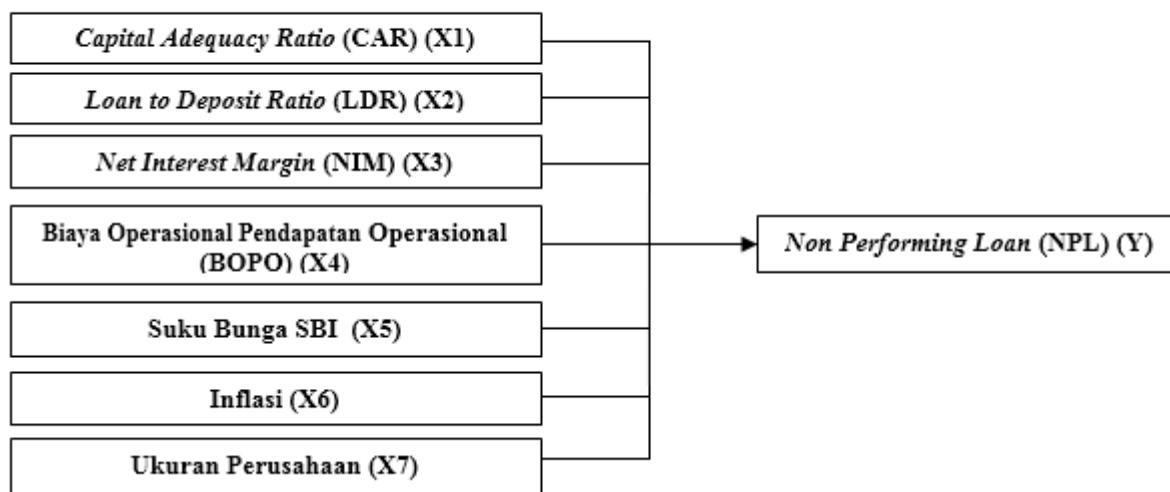 Capital Adequacy Ratio (CAR) (X1)
Loan to Deposit Ratio (LDR) (X2)
Net Interest Margin (NIM) (X3)
Biaya Operasional Pendapatan Operasional
(BOPO) (X4)
Suku Bunga SBI (X5)
Inflasi (X6)
Ukuran Perusahaan (X7)
Non Performing Loan (NPL) (Y)